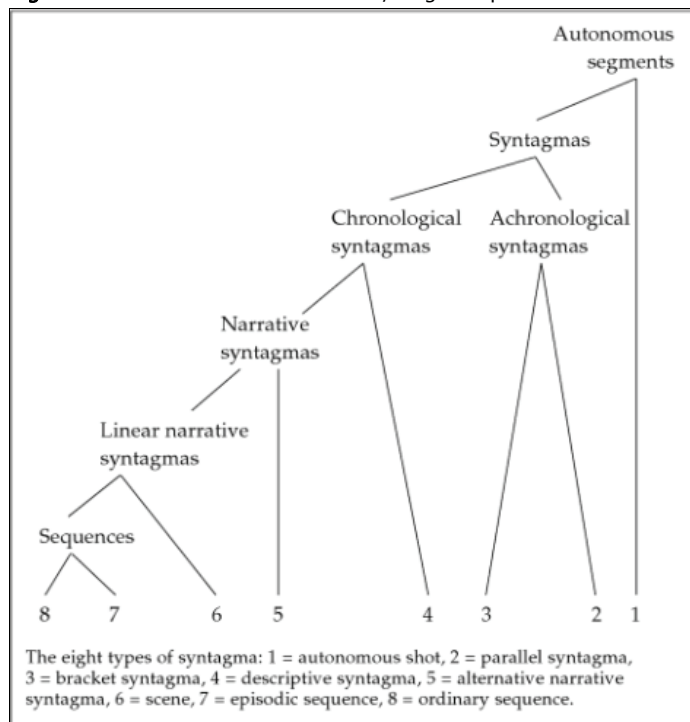 Autonomous
segments
Syntagmas
Chronological
syntagmas
Achronological
syntagmas
Narrative
syntagmas
Linear narrative
syntagmas
Sequences
8 7 6 5 4 3 2 1
The eight types of syntagma: 1 = autonomous shot, 2 = parallel syntagma,
3 = bracket syntagma, 4 = descriptive syntagma, 5 = alternative narrative
syntagma, 6 = scene, 7 = episodic sequence, 8 = ordinary sequence.